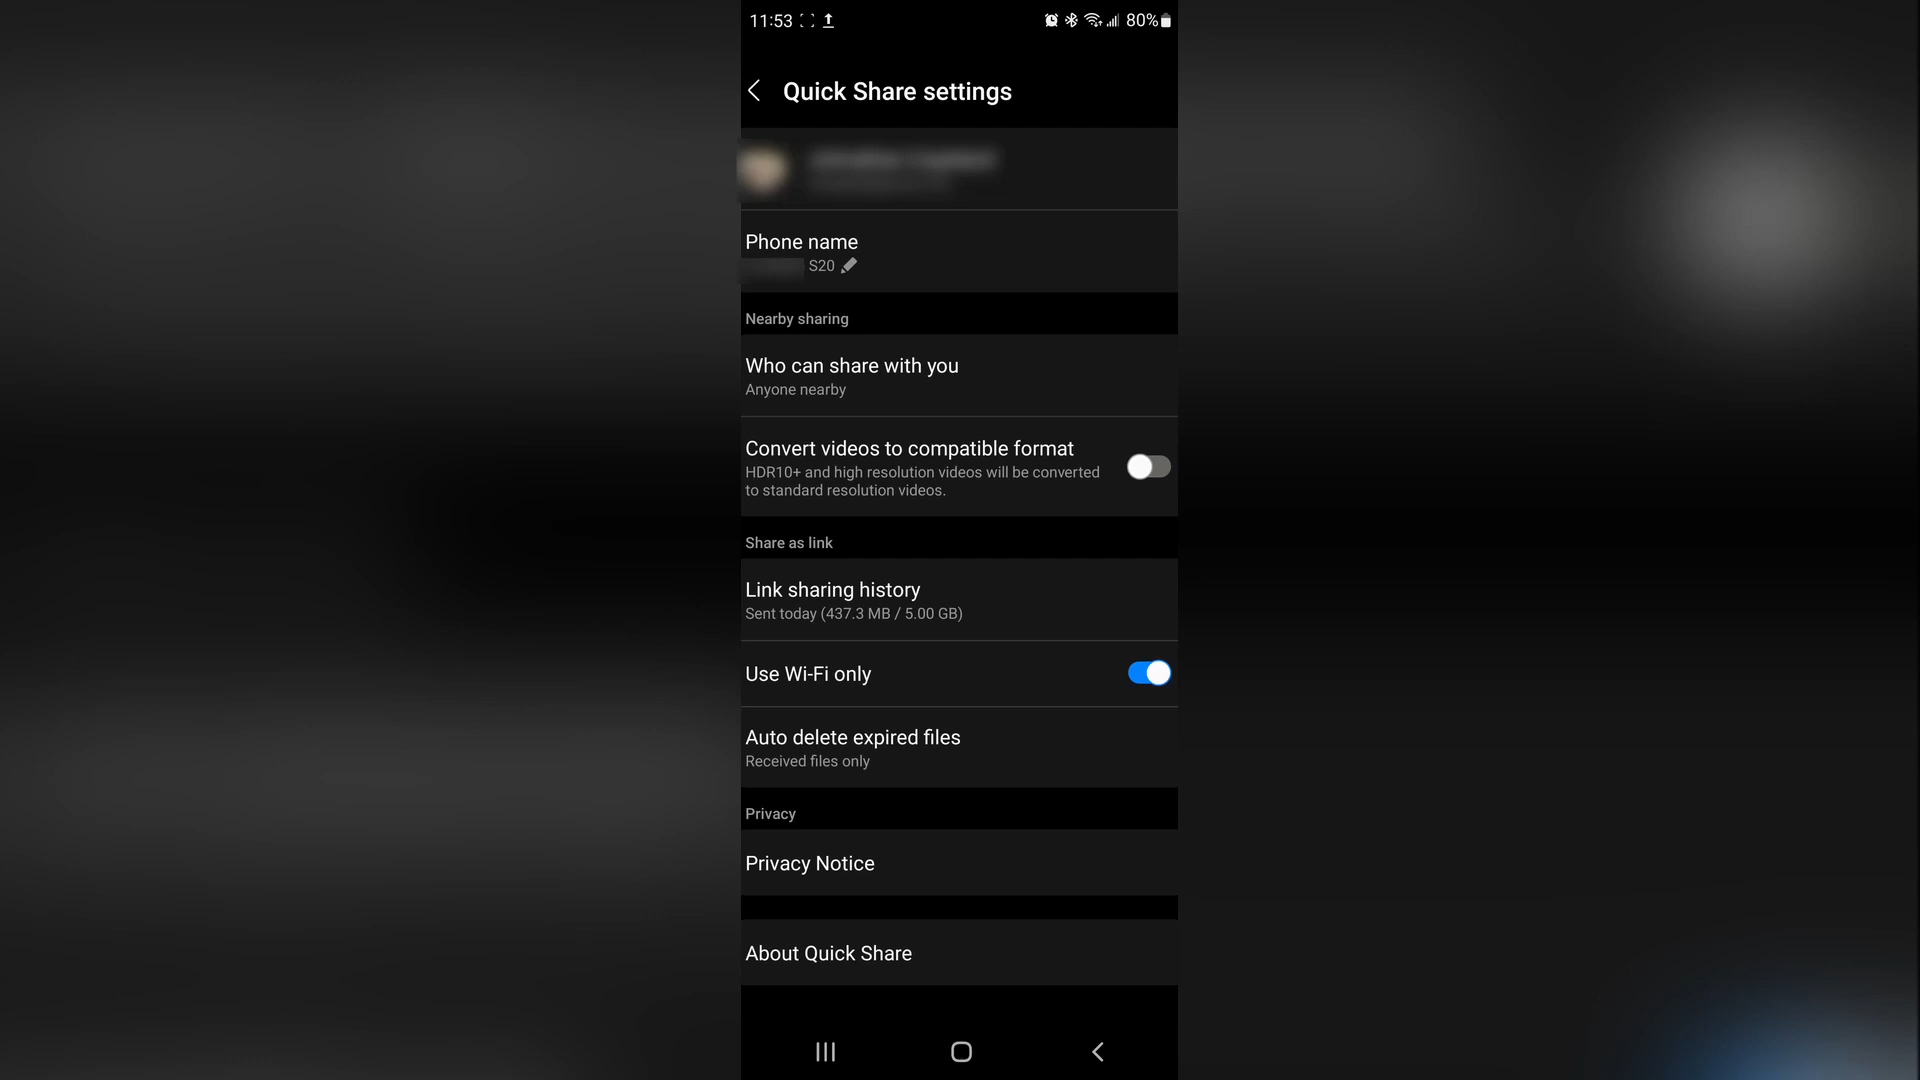 11:53
80%
Quick Share settings
Phone name
S20
Nearby sharing
Who can share with you
Anyone nearby
Convert videos to compatible format
HDR10+ and high resolution videos will be converted
to standard resolution videos.
Share as link
Link sharing history
Sent today (437.3 MB / 5.00 GB)
Use Wi-Fi only
Auto delete expired files
Received files only
Privacy
Privacy Notice
About Quick Share